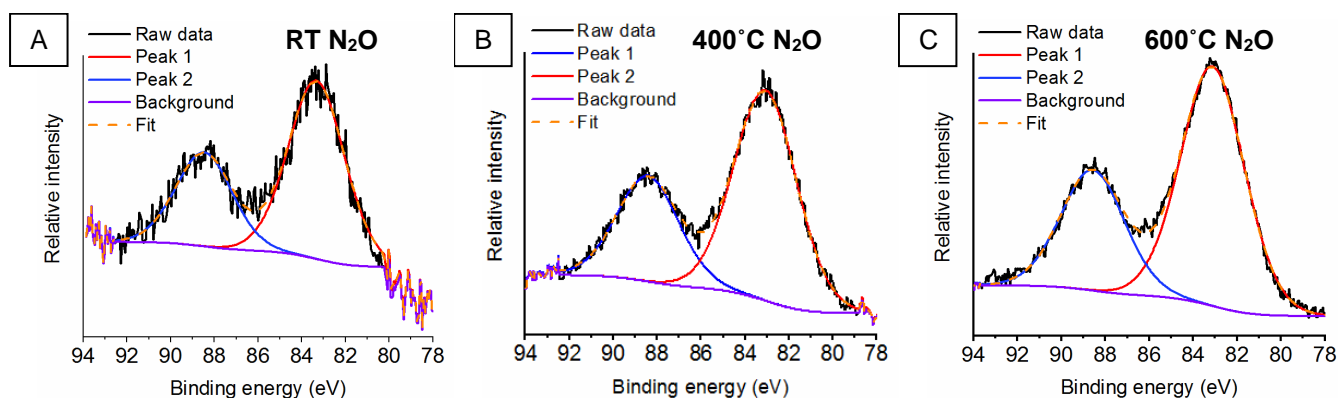 A
RT N₂O
Raw data
Peak 1
Peak 2
Background
Fit
Relative intensity
94 92 90 88 86 84 82 80 78
Binding energy (eV)
B
400˚C N₂O
Raw data
Peak 1
Peak 2
Background
Fit
Relative intensity
94 92 90 88 86 84 82 80 78
Binding energy (eV)
C
600˚C N₂O
Raw data
Peak 1
Peak 2
Background
Fit
Relative intensity
94 92 90 88 86 84 82 80 78
Binding energy (eV)